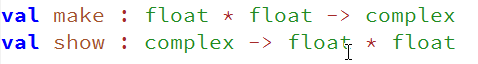 val make : float * float -> complex
val show : complex -> float * float